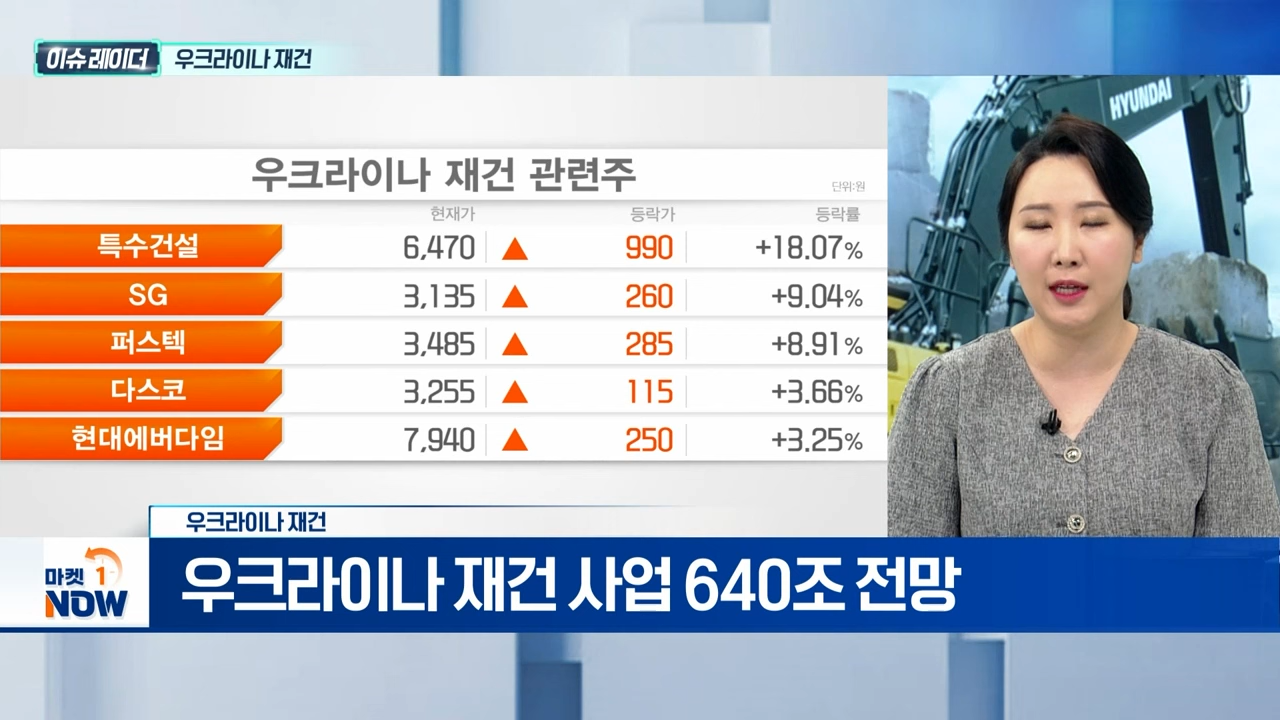 이슈 레이더 우크라이나 재건
HYUNDAI
우크라이나 재건 관련주
단위:원
현재가 등락가 등락률
특수건설 6,470 ▲ 990 +18.07%
SG 3,135 ▲ 260 +9.04%
퍼스텍 3,485 ▲ 285 +8.91%
다스코 3,255 ▲ 115 +3.66%
현대에버다임 7,940 ▲ 250 +3.25%
우크라이나 재건
마켓 1
NOW
우크라이나 재건 사업 640조 전망